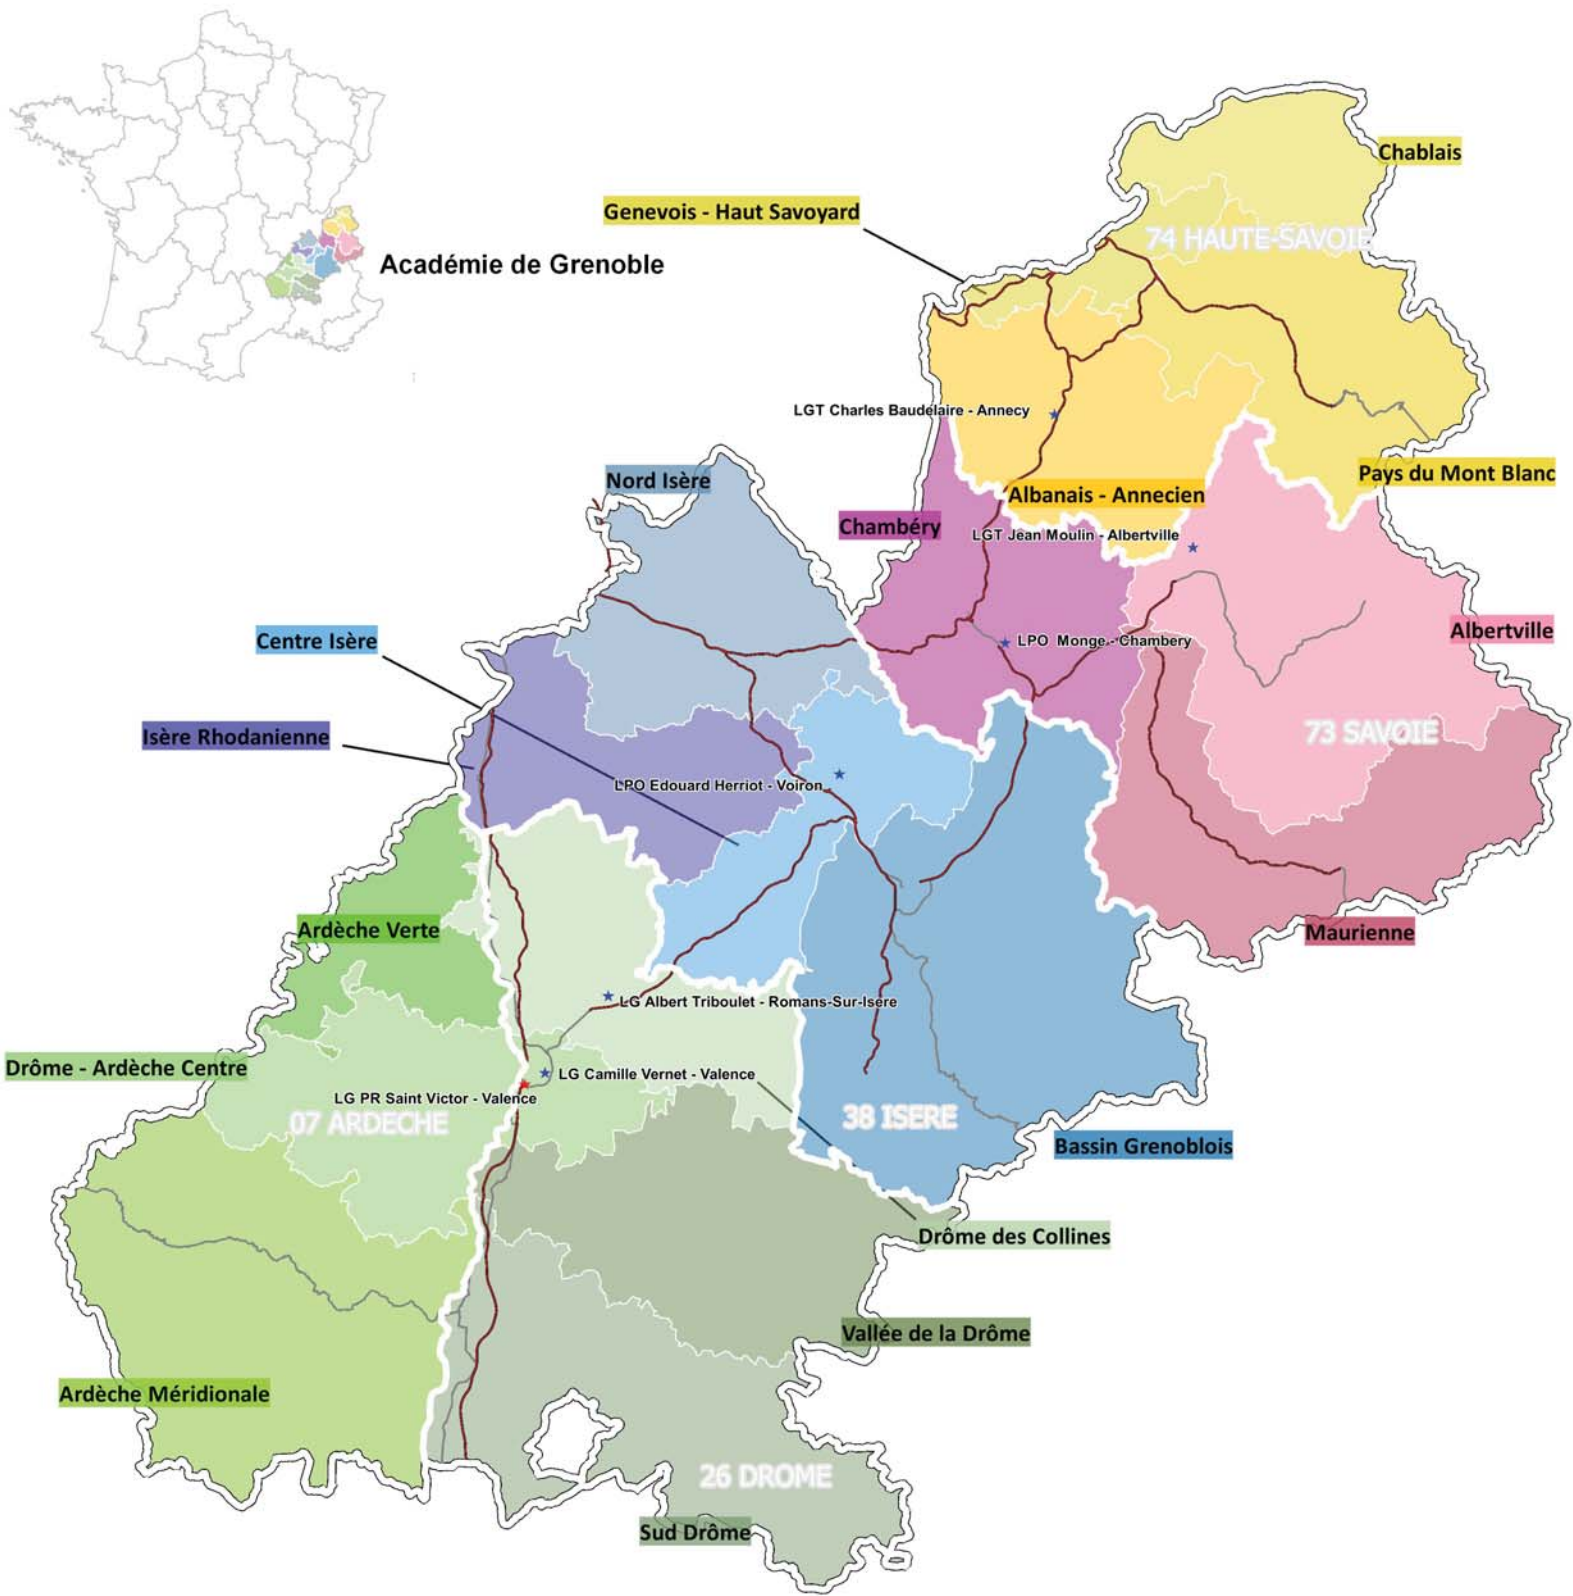 Chablais
Genevois - Haut Savoyard
74 HAUTE-SAVOIE
Académie de Grenoble
LGT Charles Baudelaire - Annecy
Nord Isère
Pays du Mont Blanc
Albanais - Annecien
Chambéry
LGT Jean Moulin - Albertville
Centre Isère
LPO  Monge - Chambery
Albertville
Isère Rhodanienne
73 SAVOIE
LPO Edouard Herriot - Voiron
Ardèche Verte
Maurienne
LG Albert Triboulet - Romans-Sur-Isère
Drôme - Ardèche Centre
LG Camille Vernet - Valence
LG PR Saint Victor - Valence
07 ARDECHE
38 ISERE
Bassin Grenoblois
Drôme des Collines
Vallée de la Drôme
Ardèche Méridionale
26 DROME
Sud Drôme